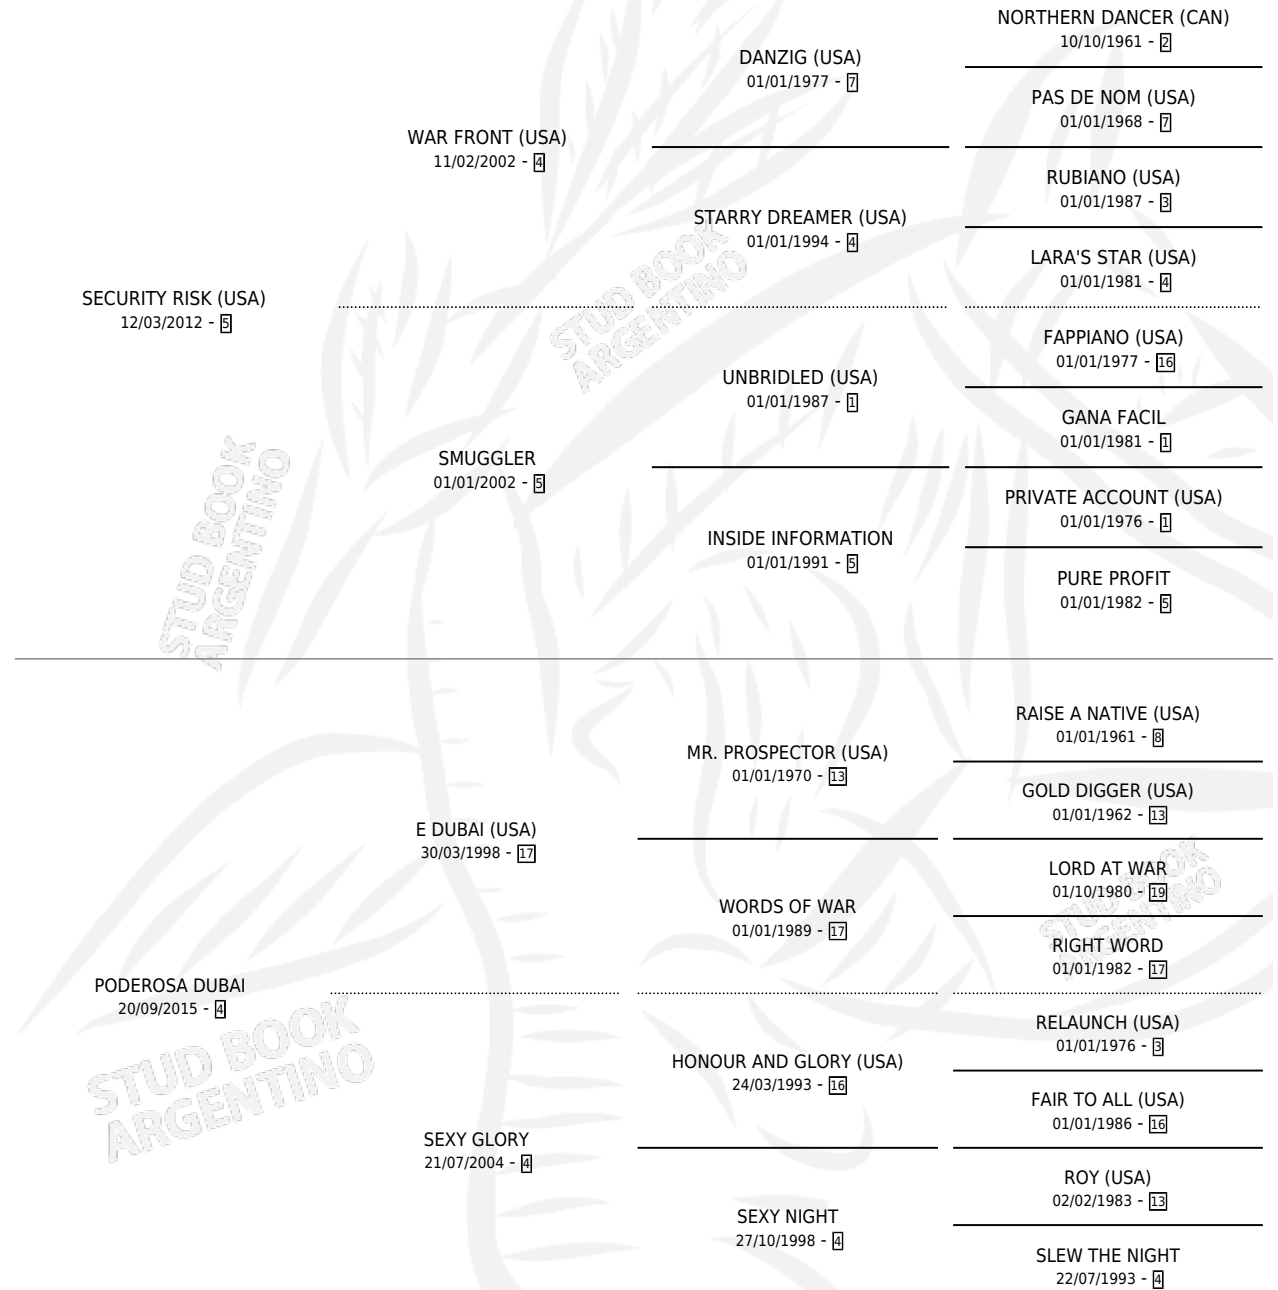 NORTHERN DANCER (CAN)
10/10/1961 - 2
DANZIG (USA)
01/01/1977 - 7
PAS DE NOM (USA)
01/01/1968 - 7
WAR FRONT (USA)
11/02/2002 - 4
RUBIANO (USA)
01/01/1987 - 3
STARRY DREAMER (USA)
01/01/1994 - 4
LARA'S STAR (USA)
01/01/1981 - 4
SECURITY RISK (USA)
12/03/2012 - 5
FAPPIANO (USA)
01/01/1977 - 16
UNBRIDLED (USA)
01/01/1987 - 1
GANA FACIL
01/01/1981 - 1
SMUGGLER
01/01/2002 - 5
PRIVATE ACCOUNT (USA)
01/01/1976 - 1
INSIDE INFORMATION
01/01/1991 - 5
PURE PROFIT
01/01/1982 - 5
RAISE A NATIVE (USA)
01/01/1961 - 8
MR. PROSPECTOR (USA)
01/01/1970 - 13
GOLD DIGGER (USA)
01/01/1962 - 13
E DUBAI (USA)
30/03/1998 - 17
LORD AT WAR
01/10/1980 - 19
WORDS OF WAR
01/01/1989 - 17
RIGHT WORD
01/01/1982 - 17
PODEROSA DUBAI
20/09/2015 - 4
RELAUNCH (USA)
01/01/1976 - 3
HONOUR AND GLORY (USA)
24/03/1993 - 16
FAIR TO ALL (USA)
01/01/1986 - 16
SEXY GLORY
21/07/2004 - 4
ROY (USA)
02/02/1983 - 13
SEXY NIGHT
27/10/1998 - 4
SLEW THE NIGHT
22/07/1993 - 4
STUD BOOK
ARGENTINO
STUD BOOK
ARGENTINO
STUD BOOK
ARGENTINO
STUD BOOK
ARGENTINO